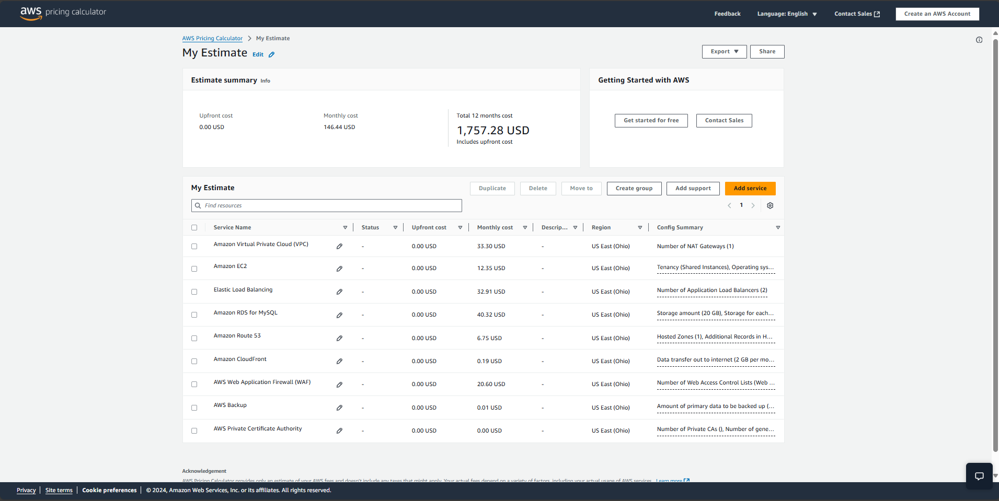 aws pricing calculator
Feedback
Language: English
Contact Sales
Create an AWS Account
AWS Pricing Calculator > My Estimate
My Estimate Edit
Export
Share
Estimate summary Info
Upfront cost
0.00 USD
Monthly cost
146.44 USD
Total 12 months cost
1,757.28 USD
Includes upfront cost
Getting Started with AWS
Get started for free
Contact Sales
My Estimate
Duplicate
Delete
Move to
Create group
Add support
Add service
Find resources
1
Service Name Status Upfront cost Monthly cost Descrip... Region Config Summary
Amazon Virtual Private Cloud (VPC) - 0.00 USD 33.30 USD - US East (Ohio) Number of NAT Gateways (1)
Amazon EC2 - 0.00 USD 12.35 USD - US East (Ohio) Tenancy (Shared Instances), Operating sys...
Elastic Load Balancing - 0.00 USD 32.91 USD - US East (Ohio) Number of Application Load Balancers (2)
Amazon RDS for MySQL - 0.00 USD 40.32 USD - US East (Ohio) Storage amount (20 GB), Storage for each...
Amazon Route 53 - 0.00 USD 6.75 USD - US East (Ohio) Hosted Zones (1), Additional Records in H...
Amazon CloudFront - 0.00 USD 0.19 USD - US East (Ohio) Data transfer out to internet (2 GB per mo...
AWS Web Application Firewall (WAF) - 0.00 USD 20.60 USD - US East (Ohio) Number of Web Access Control Lists (Web ...
AWS Backup - 0.00 USD 0.01 USD - US East (Ohio) Amount of primary data to be backed up (...
AWS Private Certificate Authority - 0.00 USD 0.00 USD - US East (Ohio) Number of Private CAs (), Number of gene...
Acknowledgement
AWS Pricing Calculator provides only an estimate of your AWS fees and doesn't include any taxes that might apply. Your actual fees depend on a variety of factors, including your actual usage of AWS services. Learn more
Privacy | Site terms | Cookie preferences | © 2024, Amazon Web Services, Inc. or its affiliates. All rights reserved.